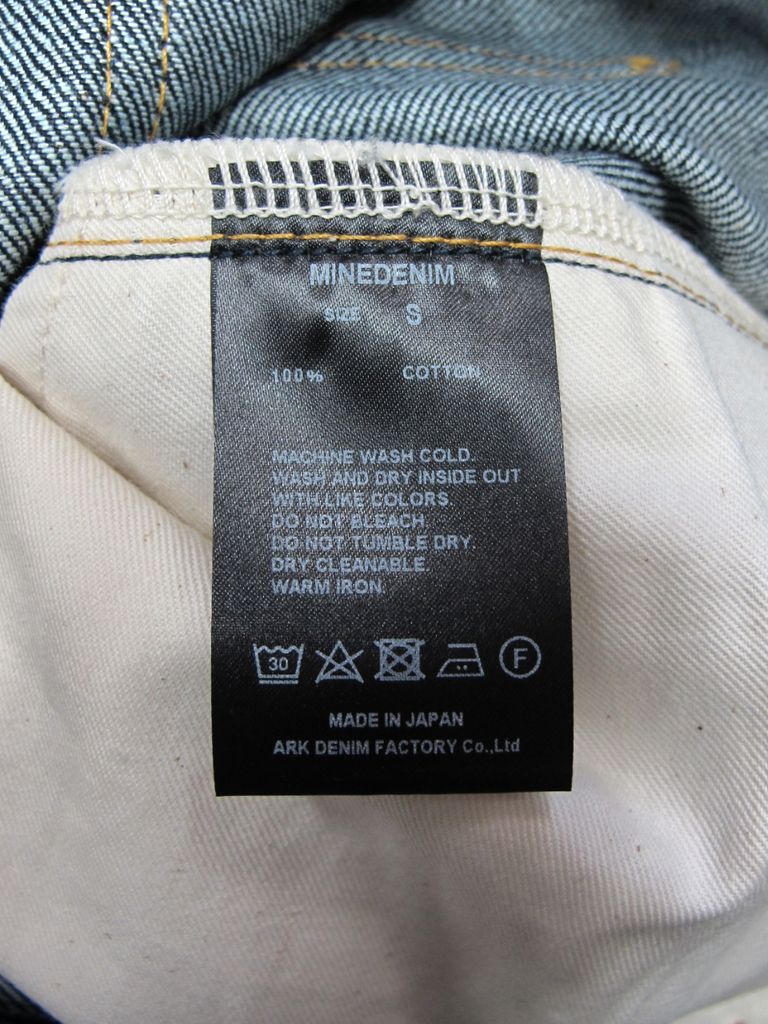 MINEDENIM
SIZE S
100% COTTON
MACHINE WASH COLD.
WASH AND DRY INSIDE OUT
WITH LIKE COLORS
DO NOT BLEACH
DO NOT TUMBLE DRY.
DRY CLEANABLE.
WARM IRON.
30 F
MADE IN JAPAN
ARK DENIM FACTORY Co.,Ltd